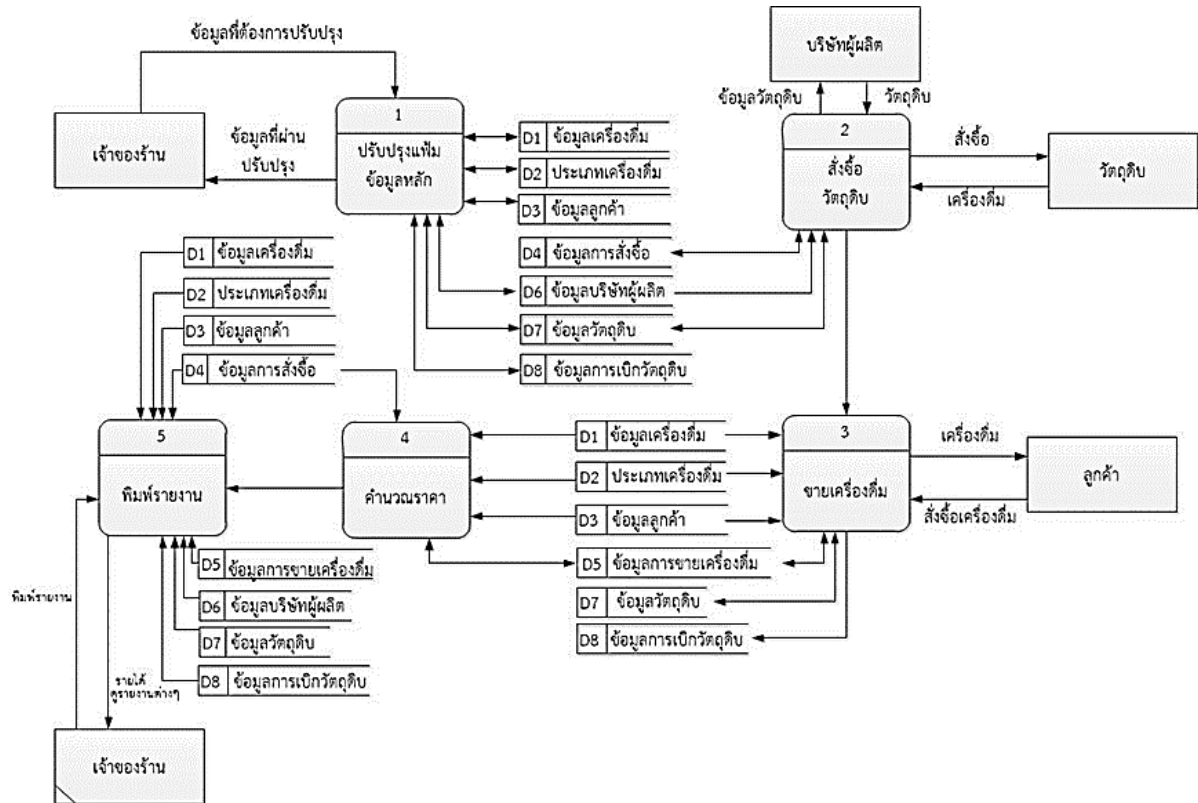 ข้อมูลที่ต้องการปรับปรุง
เจ้าของร้าน
ข้อมูลที่ผ่าน
ปรับปรุง
1
ปรับปรุงแฟ้ม
ข้อมูลหลัก
D1 ข้อมูลเครื่องดื่ม
D2 ประเภทเครื่องดื่ม
D3 ข้อมูลลูกค้า
D4 ข้อมูลการสั่งซื้อ
D6 ข้อมูลบริษัทผู้ผลิต
D7 ข้อมูลวัตถุดิบ
D8 ข้อมูลการเบิกวัตถุดิบ
บริษัทผู้ผลิต
ข้อมูลวัตถุดิบ
วัตถุดิบ
2
สั่งซื้อ
วัตถุดิบ
สั่งซื้อ
เครื่องดื่ม
วัตถุดิบ
D1 ข้อมูลเครื่องดื่ม
D2 ประเภทเครื่องดื่ม
D3 ข้อมูลลูกค้า
D4 ข้อมูลการสั่งซื้อ
5
พิมพ์รายงาน
4
คำนวณราคา
D1 ข้อมูลเครื่องดื่ม
D2 ประเภทเครื่องดื่ม
D3 ข้อมูลลูกค้า
D5 ข้อมูลการขายเครื่องดื่ม
D7 ข้อมูลวัตถุดิบ
D8 ข้อมูลการเบิกวัตถุดิบ
3
ขายเครื่องดื่ม
เครื่องดื่ม
สั่งซื้อเครื่องดื่ม
ลูกค้า
D5 ข้อมูลการขายเครื่องดื่ม
D6 ข้อมูลบริษัทผู้ผลิต
D7 ข้อมูลวัตถุดิบ
D8 ข้อมูลการเบิกวัตถุดิบ
พิมพ์รายงาน
รายได้
ดูรายงานต่างๆ
เจ้าของร้าน